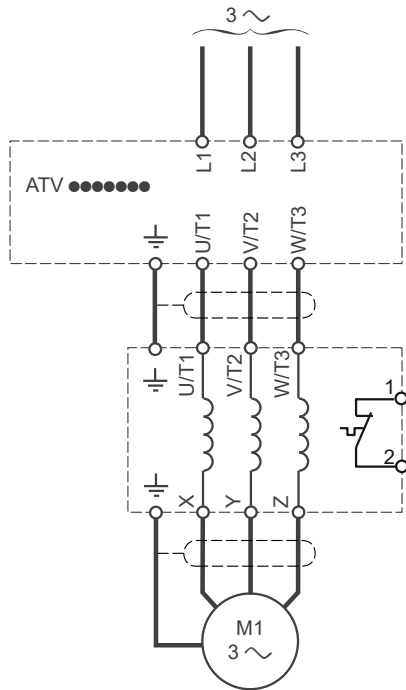 3 ∼
L1
L2
L3
ATV ●●●●●●●
U/T1
V/T2
W/T3
U/T1
V/T2
W/T3
1
2
X
Y
Z
M1
3 ∼